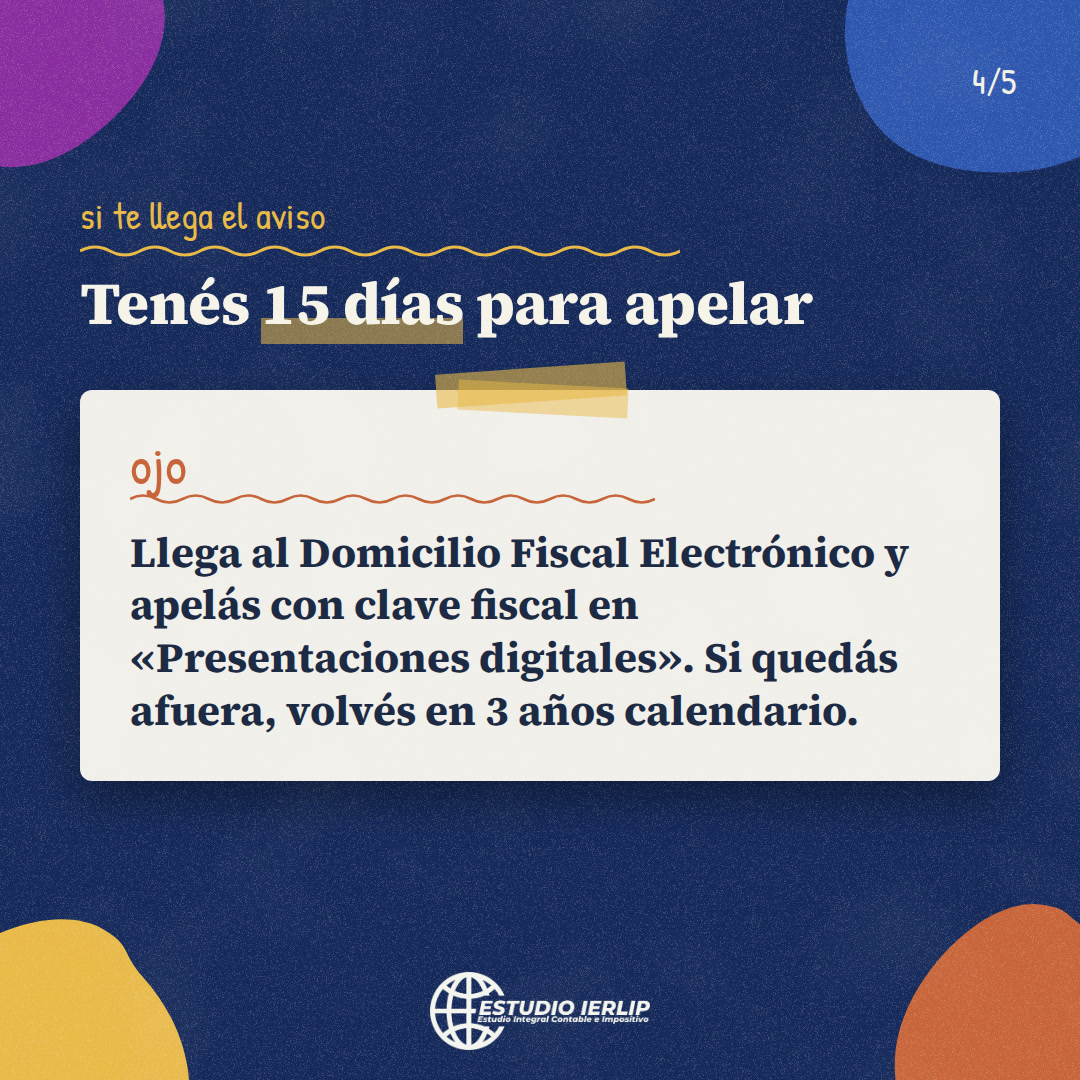 4/5
si te llega el aviso
Tenés 15 días para apelar
ojo
Llega al Domicilio Fiscal Electrónico y
apelás con clave fiscal en
«Presentaciones digitales». Si quedás
afuera, volvés en 3 años calendario.
ESTUDIO IERLIP
Estudio Integral Contable e Impositivo